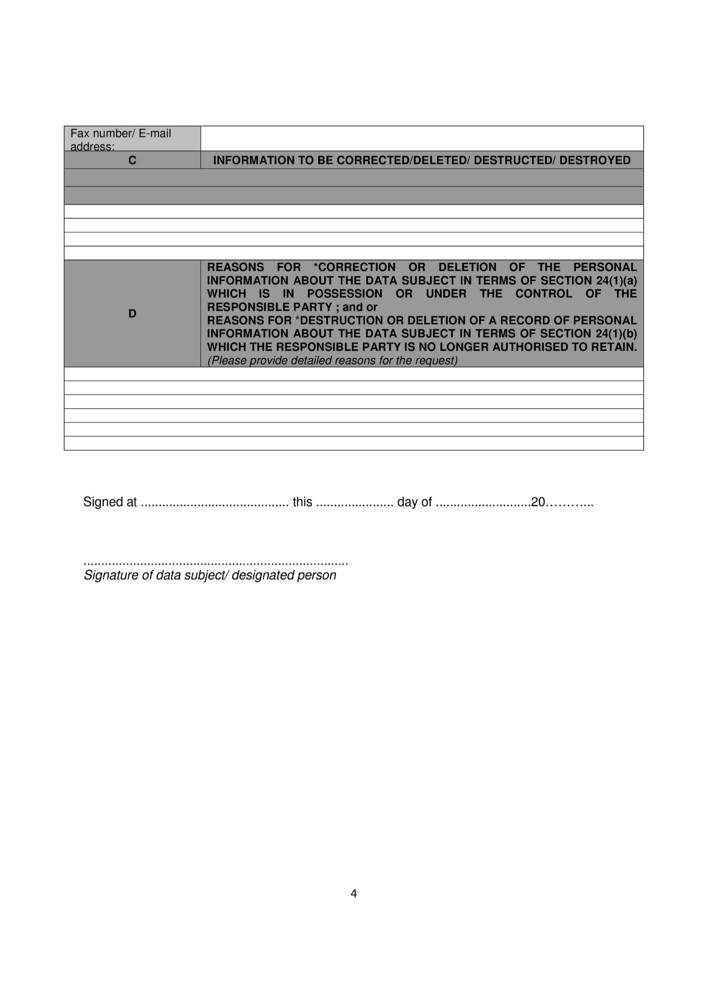 Fax number/ E-mail
address:
C INFORMATION TO BE CORRECTED/DELETED/ DESTRUCTED/ DESTROYED
REASONS FOR *CORRECTION OR DELETION OF THE PERSONAL
INFORMATION ABOUT THE DATA SUBJECT IN TERMS OF SECTION 24(1)(a)
WHICH IS IN POSSESSION OR UNDER THE CONTROL OF THE
RESPONSIBLE PARTY ; and or
D
REASONS FOR *DESTRUCTION OR DELETION OF A RECORD OF PERSONAL
INFORMATION ABOUT THE DATA SUBJECT IN TERMS OF SECTION 24(1)(b)
WHICH THE RESPONSIBLE PARTY IS NO LONGER AUTHORISED TO RETAIN.
(Please provide detailed reasons for the request)
Signed at .......................................... this ...................... day of ...........................20………....
...........................................................................
Signature of data subject/ designated person
4